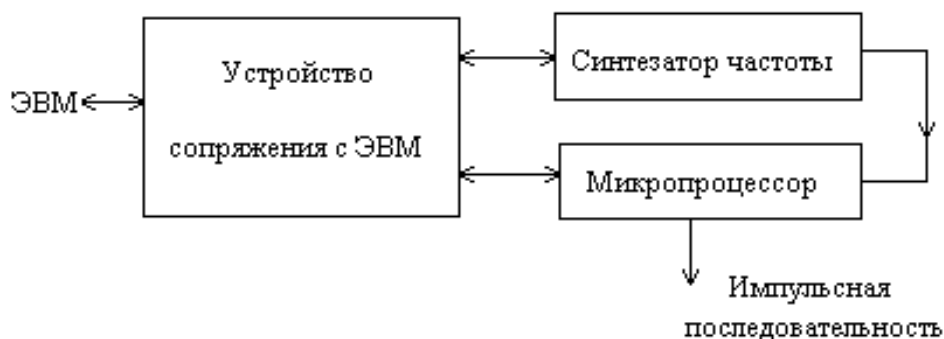 Устройство
Синтезатор частоты
ЭВМ
сопряжения с ЭВМ
Микропроцессор
Импульсная
последовательность